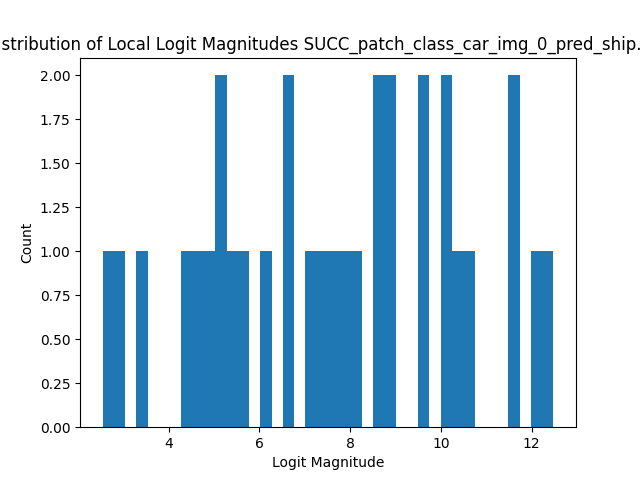 stribution of Local Logit Magnitudes SUCC_patch_class_car_img_0_pred_ship.
2.00
1.75
1.50
1.25
1.00
0.75
0.50
0.25
0.00
Count
4 6 8 10 12
Logit Magnitude